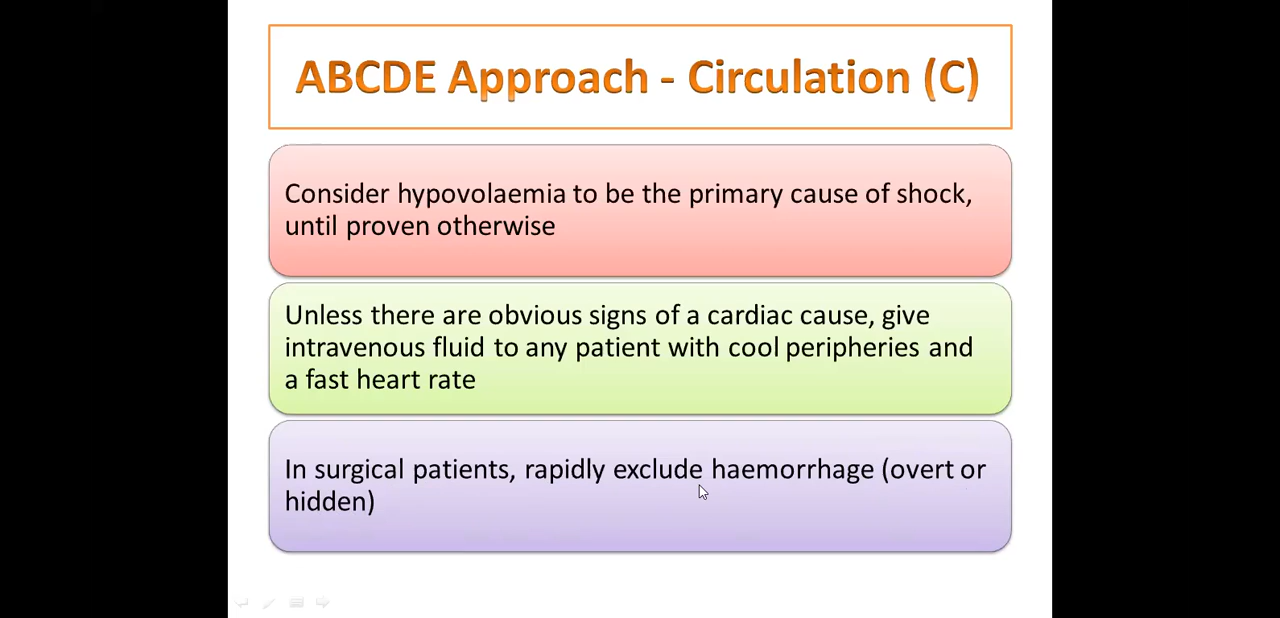 ABCDE Approach - Circulation (C)
Consider hypovolaemia to be the primary cause of shock,
until proven otherwise
Unless there are obvious signs of a cardiac cause, give
intravenous fluid to any patient with cool peripheries and
a fast heart rate
In surgical patients, rapidly exclude haemorrhage (overt or
hidden)